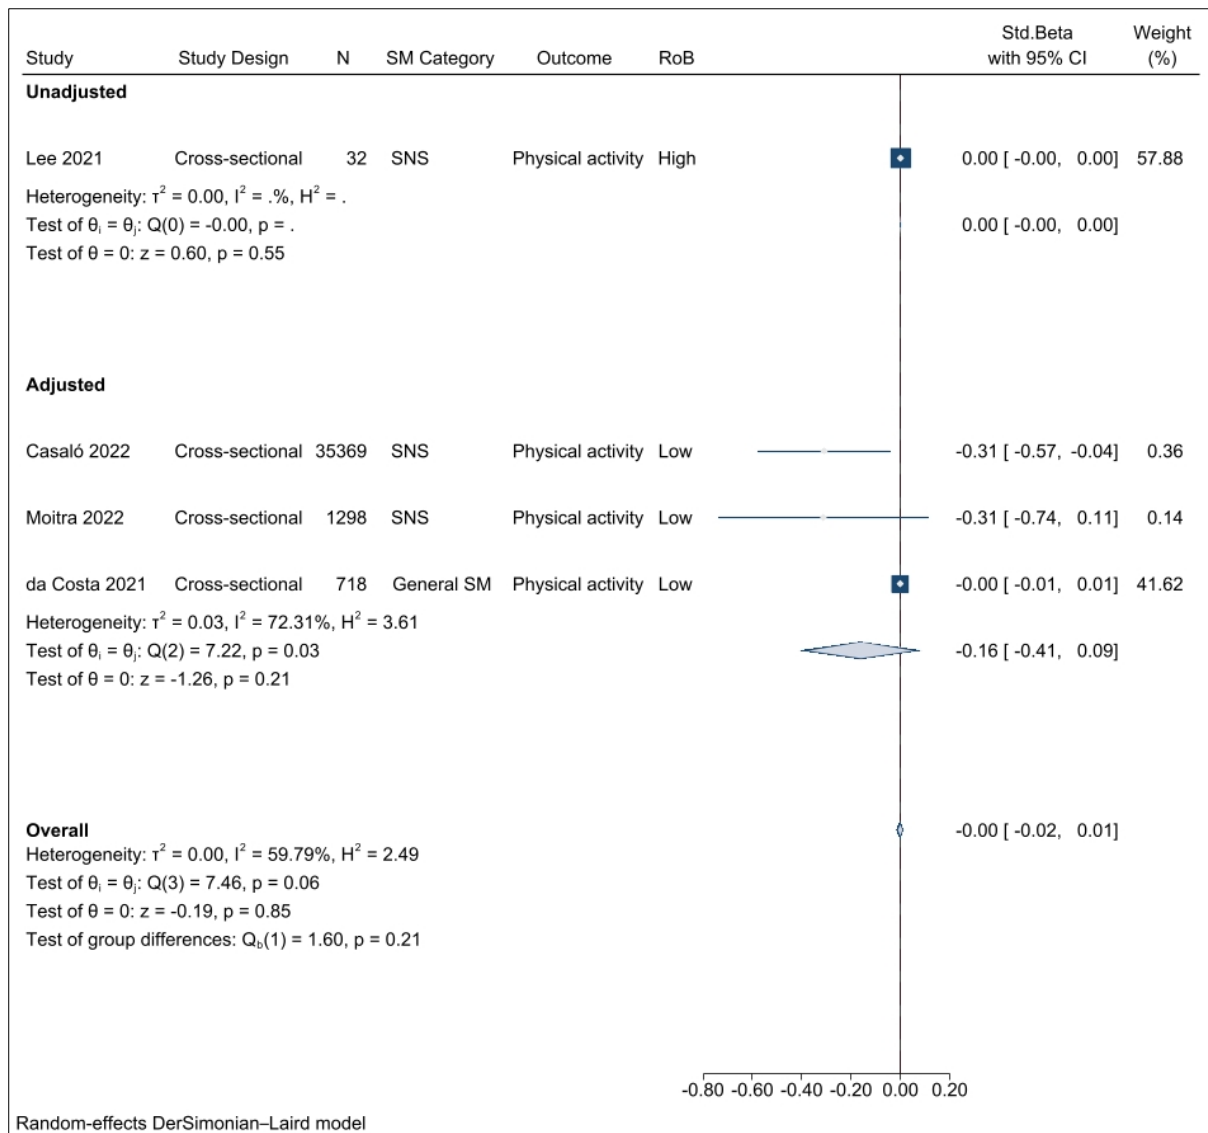 Study Study Design N SM Category Outcome RoB Std.Beta with 95% CI Weight (%)
Unadjusted
Lee 2021 Cross-sectional 32 SNS Physical activity High 0.00 [ -0.00, 0.00] 57.88
Heterogeneity: τ² = 0.00, I² = .%, H² = .
Test of θᵢ = θⱼ: Q(0) = -0.00, p = . 0.00 [ -0.00, 0.00]
Test of θ = 0: z = 0.60, p = 0.55
Adjusted
Casaló 2022 Cross-sectional 35369 SNS Physical activity Low -0.31 [ -0.57, -0.04] 0.36
Moitra 2022 Cross-sectional 1298 SNS Physical activity Low -0.31 [ -0.74, 0.11] 0.14
da Costa 2021 Cross-sectional 718 General SM Physical activity Low -0.00 [ -0.01, 0.01] 41.62
Heterogeneity: τ² = 0.03, I² = 72.31%, H² = 3.61
Test of θᵢ = θⱼ: Q(2) = 7.22, p = 0.03 -0.16 [ -0.41, 0.09]
Test of θ = 0: z = -1.26, p = 0.21
Overall -0.00 [ -0.02, 0.01]
Heterogeneity: τ² = 0.00, I² = 59.79%, H² = 2.49
Test of θᵢ = θⱼ: Q(3) = 7.46, p = 0.06
Test of θ = 0: z = -0.19, p = 0.85
Test of group differences: Q_b(1) = 1.60, p = 0.21
-0.80 -0.60 -0.40 -0.20 0.00 0.20
Random-effects DerSimonian–Laird model